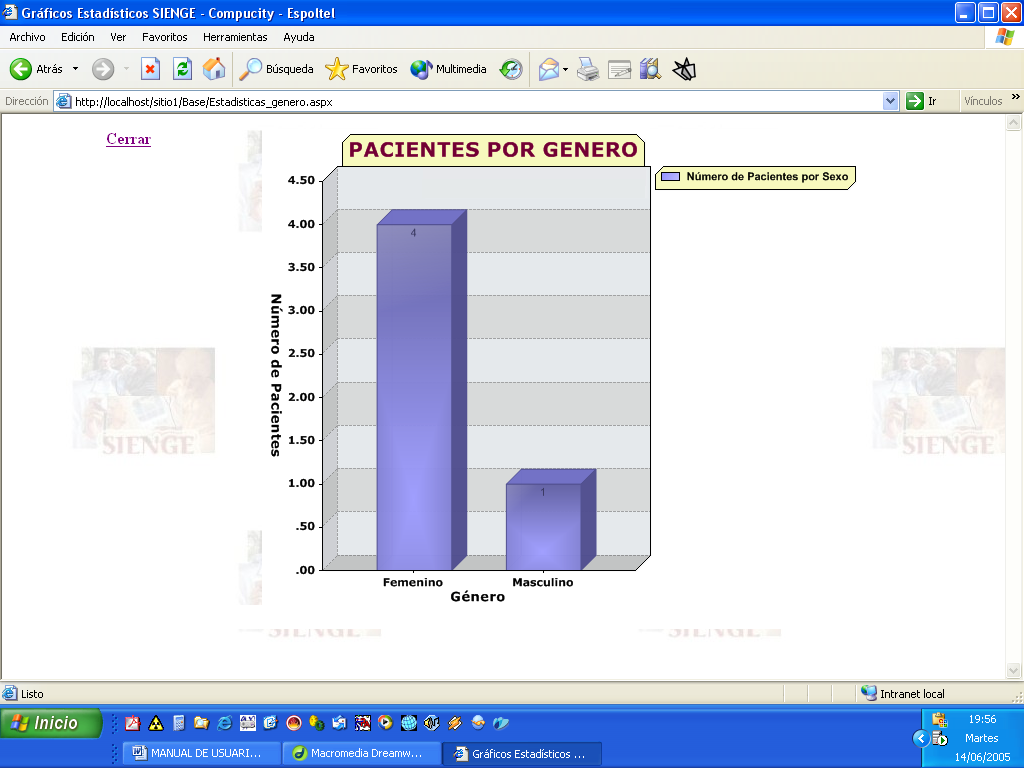 Gráficos Estadísticos SIENGE - Compucity - Espoltel
Archivo Edición Ver Favoritos Herramientas Ayuda
Atrás Búsqueda Favoritos Multimedia
Dirección http://localhost/sitio1/Base/Estadisticas_genero.aspx Ir Vínculos »
Cerrar
PACIENTES POR GENERO
Número de Pacientes por Sexo
4.50
4.00
3.50
3.00
2.50
2.00
1.50
1.00
.50
.00
Número de Pacientes
4
1
Femenino Masculino
Género
SIENGE
SIENGE
SIENGE
SIENGE
Listo Intranet local
Inicio
19:56
Martes
14/06/2005
MANUAL DE USUARI... Macromedia Dreamw... Gráficos Estadísticos ...